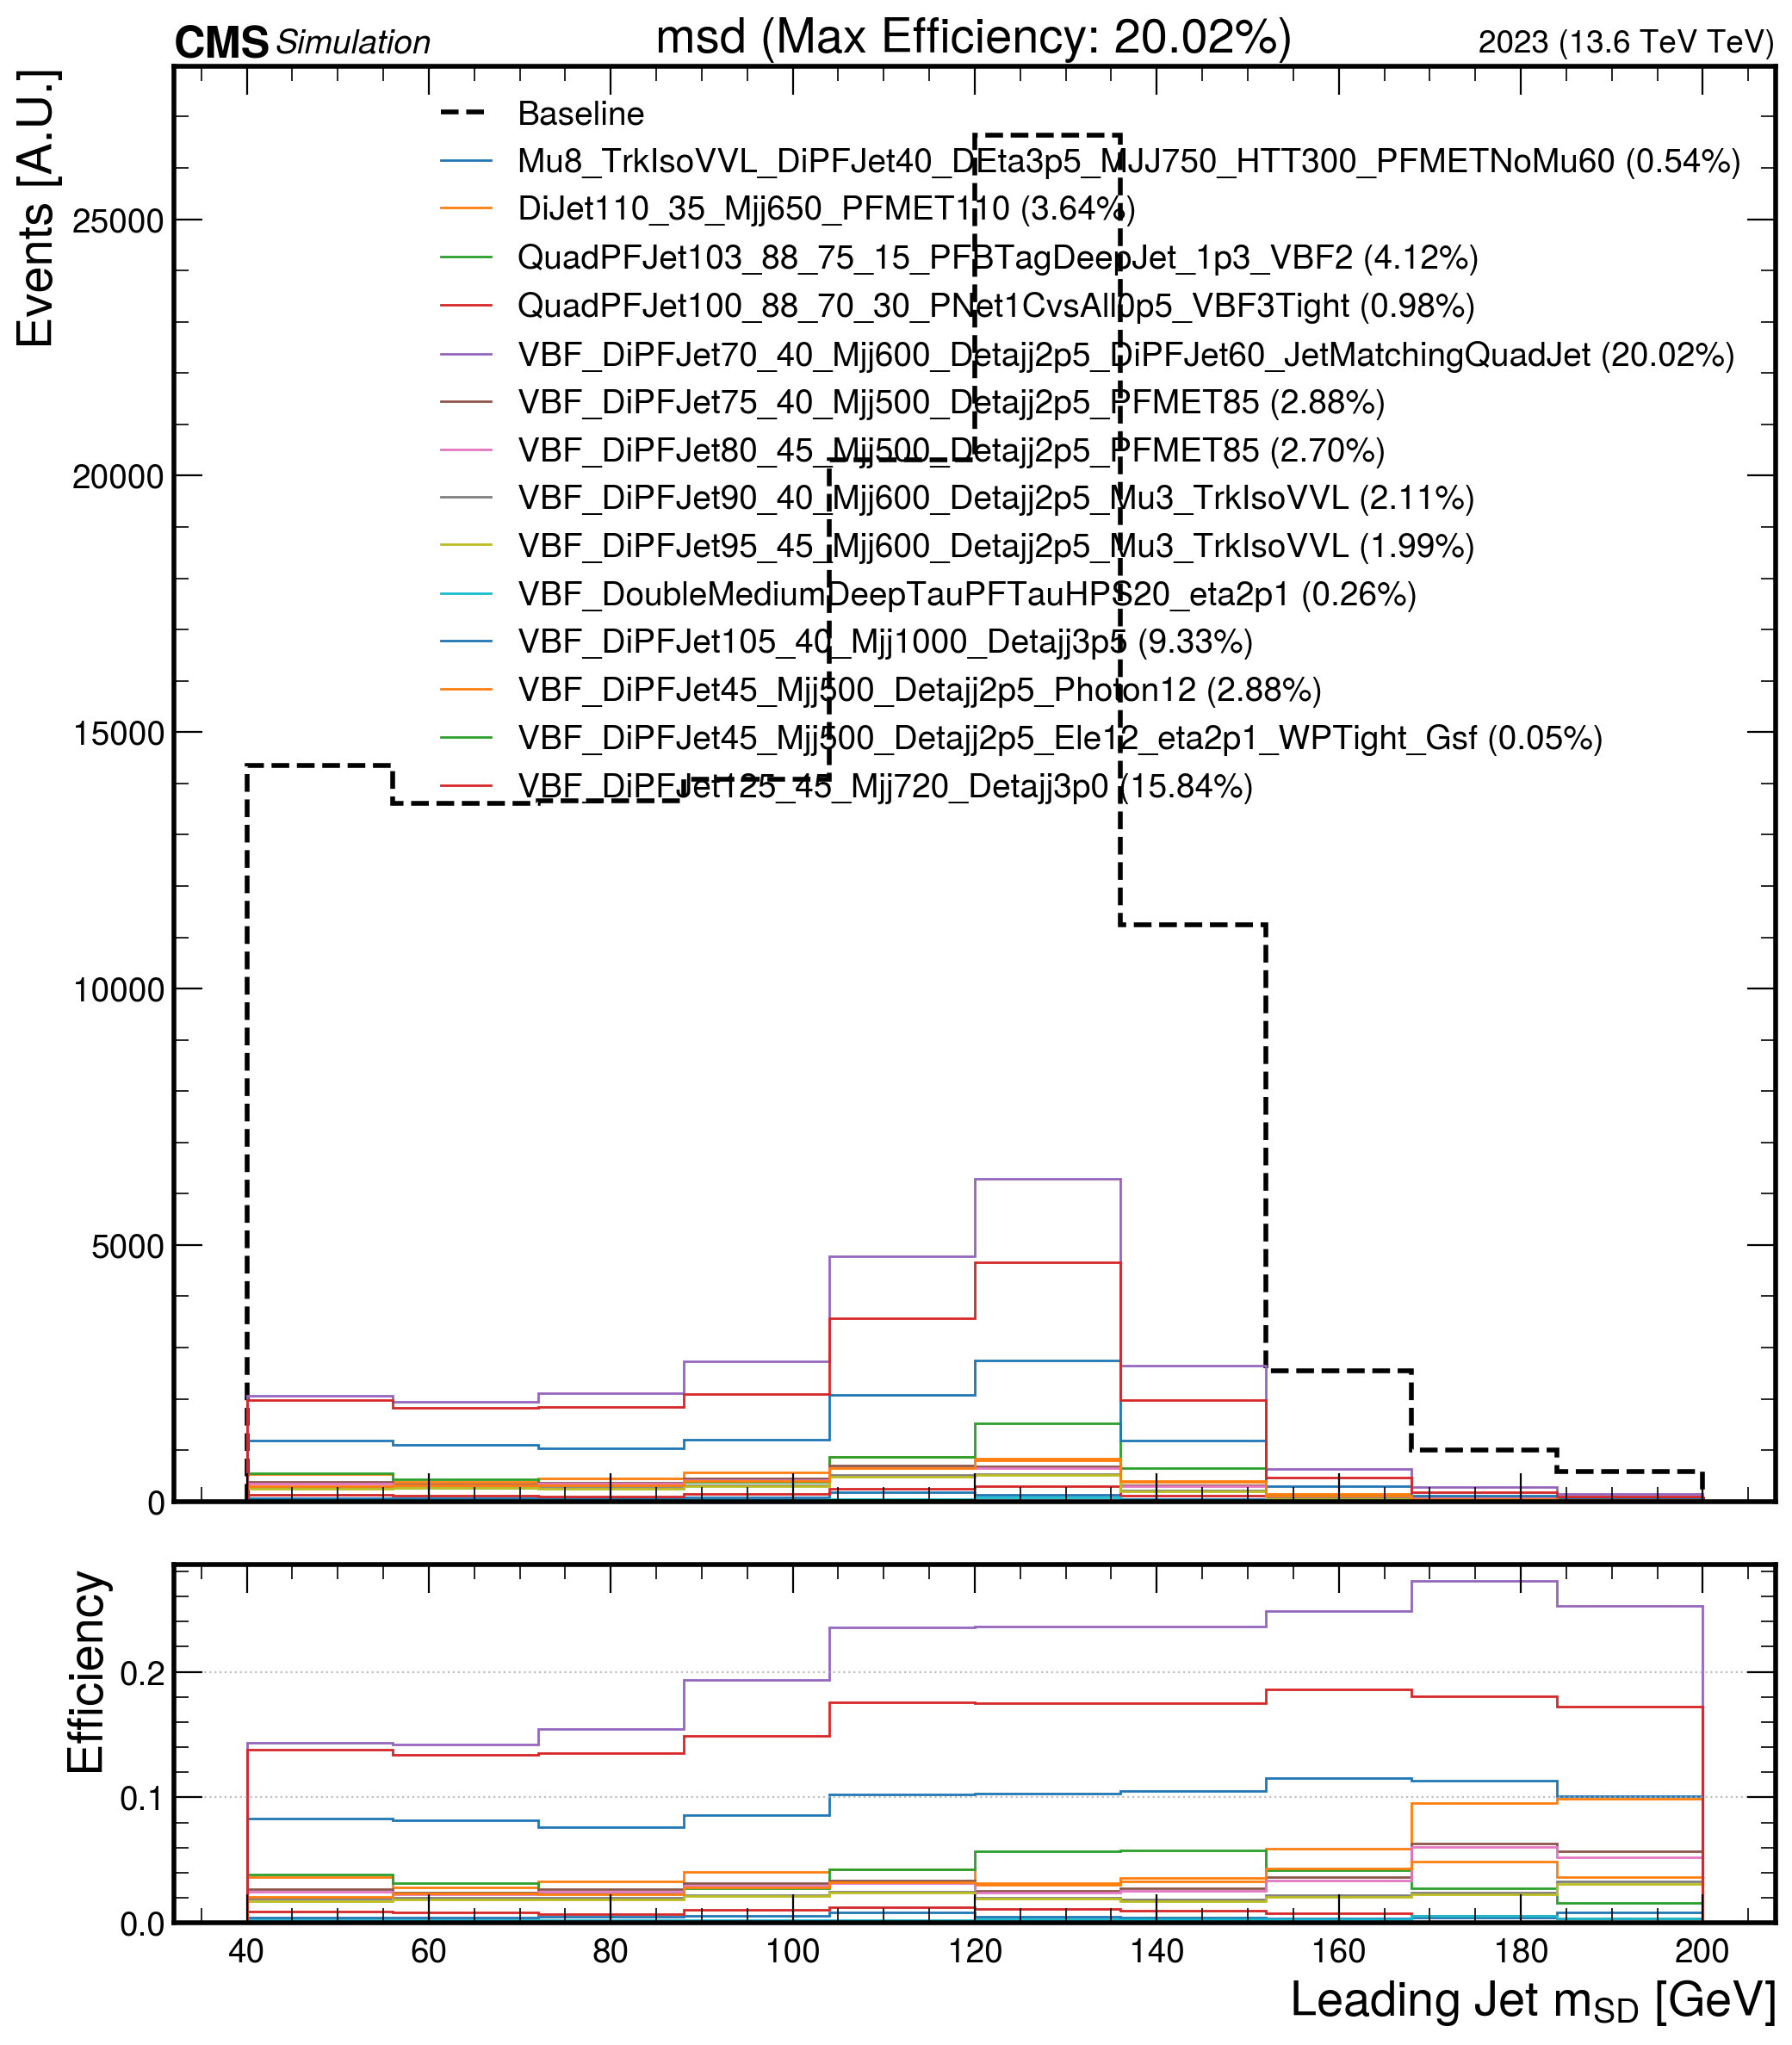 CMS Simulation
msd (Max Efficiency: 20.02%)
2023 (13.6 TeV TeV)
Events [A.U.]
Baseline
Mu8_TrkIsoVVL_DiPFJet40_DEta3p5_MJJ750_HTT300_PFMETNoMu60 (0.54%)
DiJet110_35_Mjj650_PFMET110 (3.64%)
QuadPFJet103_88_75_15_PFBTagDeepJet_1p3_VBF2 (4.12%)
QuadPFJet100_88_70_30_PNet1CvsAll0p5_VBF3Tight (0.98%)
VBF_DiPFJet70_40_Mjj600_Detajj2p5_DiPFJet60_JetMatchingQuadJet (20.02%)
VBF_DiPFJet75_40_Mjj500_Detajj2p5_PFMET85 (2.88%)
VBF_DiPFJet80_45_Mjj500_Detajj2p5_PFMET85 (2.70%)
VBF_DiPFJet90_40_Mjj600_Detajj2p5_Mu3_TrkIsoVVL (2.11%)
VBF_DiPFJet95_45_Mjj600_Detajj2p5_Mu3_TrkIsoVVL (1.99%)
VBF_DoubleMediumDeepTauPFTauHPS20_eta2p1 (0.26%)
VBF_DiPFJet105_40_Mjj1000_Detajj3p5 (9.33%)
VBF_DiPFJet45_Mjj500_Detajj2p5_Photon12 (2.88%)
VBF_DiPFJet45_Mjj500_Detajj2p5_Ele12_eta2p1_WPTight_Gsf (0.05%)
VBF_DiPFJet125_45_Mjj720_Detajj3p0 (15.84%)
25000
20000
15000
10000
5000
0
Efficiency
0.2
0.1
0.0
40 60 80 100 120 140 160 180 200
Leading Jet m_SD [GeV]